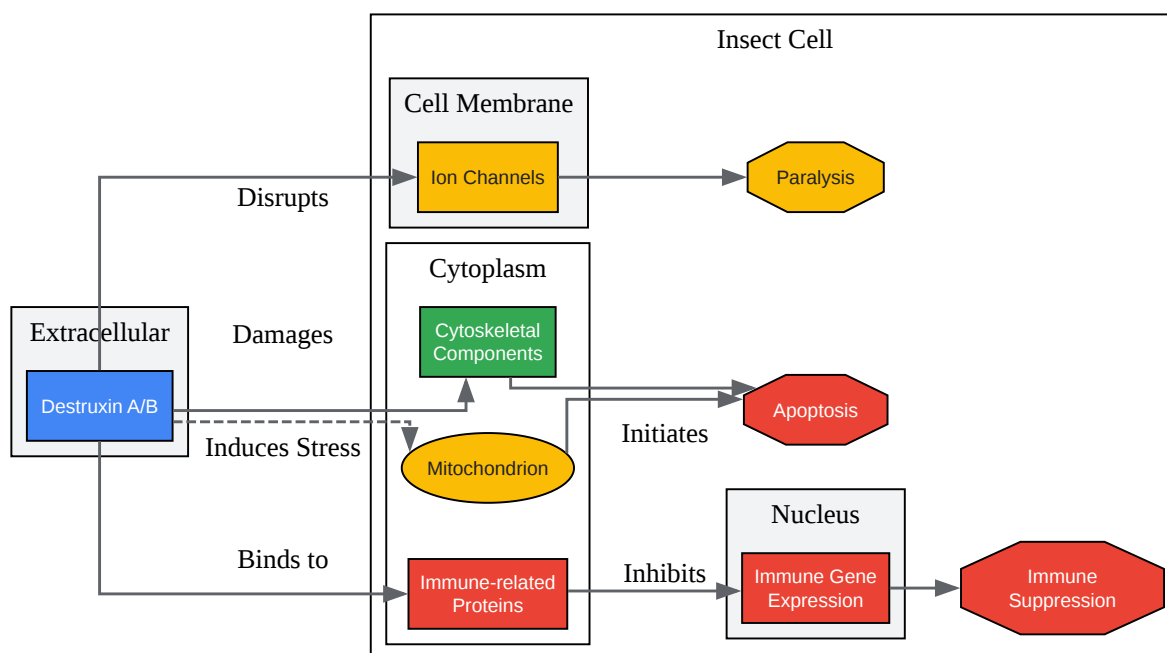 Insect Cell
Cell Membrane
Ion Channels
Paralysis
Disrupts
Cytoplasm
Extracellular
Damages
Cytoskeletal
Components
Destruxin A/B
Apoptosis
Induces Stress
Initiates
Mitochondrion
Nucleus
Binds to
Immune-related
Proteins
Inhibits
Immune Gene
Expression
Immune
Suppression